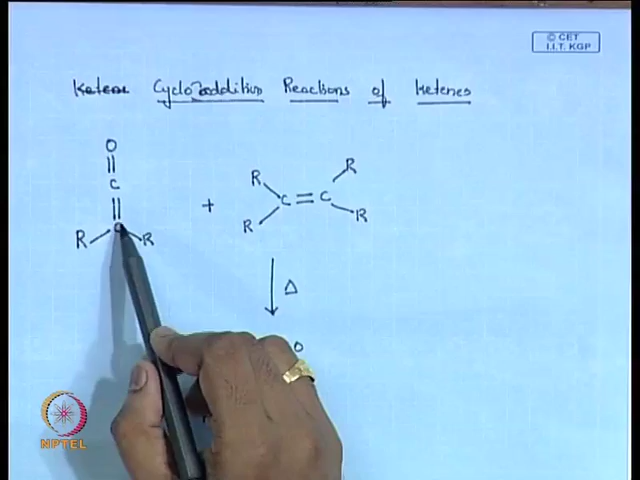 © CET
I.I.T. KGP
Cycloaddition Reactions of Ketenes
O
C
R R
+
R R
C = C
R R
Δ
O
NPTEL